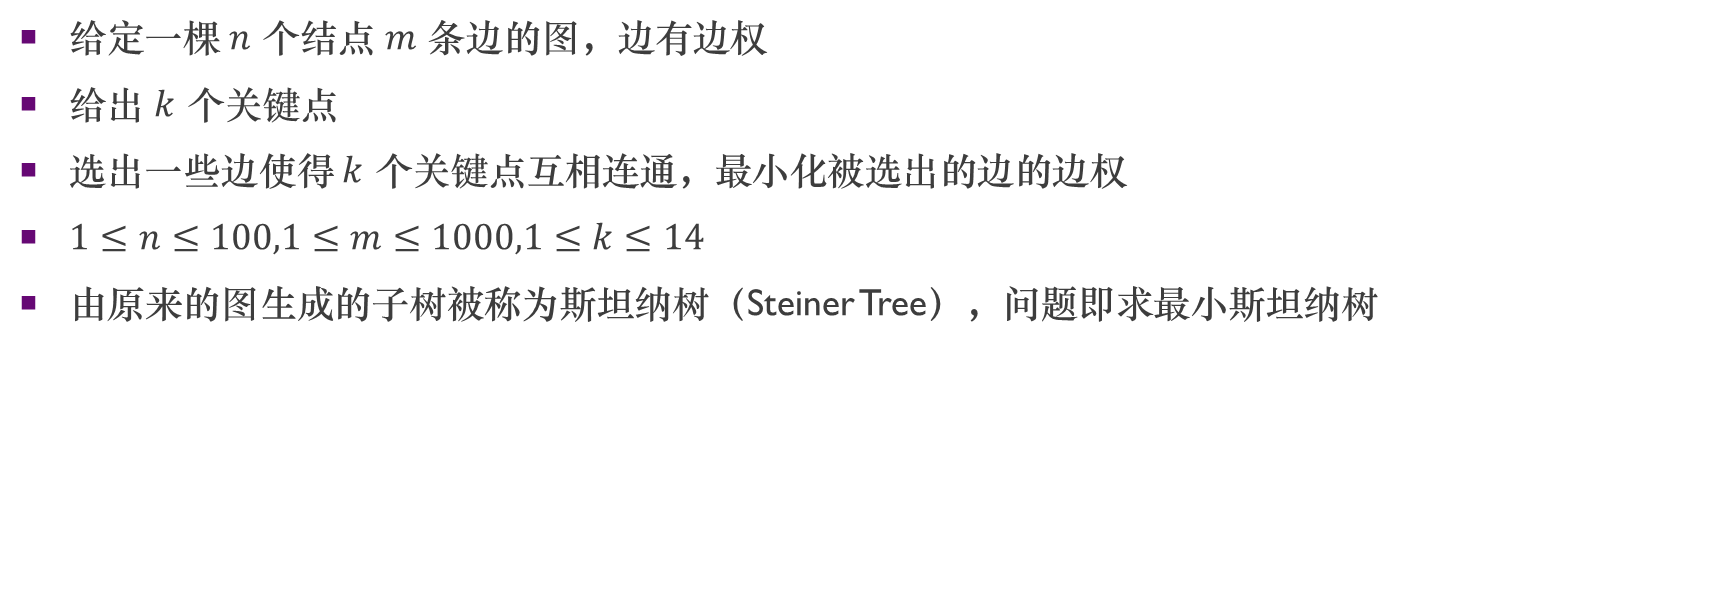 ■ 给定一棵 n 个结点 m 条边的图，边有边权
■ 给出 k 个关键点
■ 选出一些边使得 k 个关键点互相连通，最小化被选出的边的边权
■ 1 ≤ n ≤ 100,1 ≤ m ≤ 1000,1 ≤ k ≤ 14
■ 由原来的图生成的子树被称为斯坦纳树（Steiner Tree），问题即求最小斯坦纳树